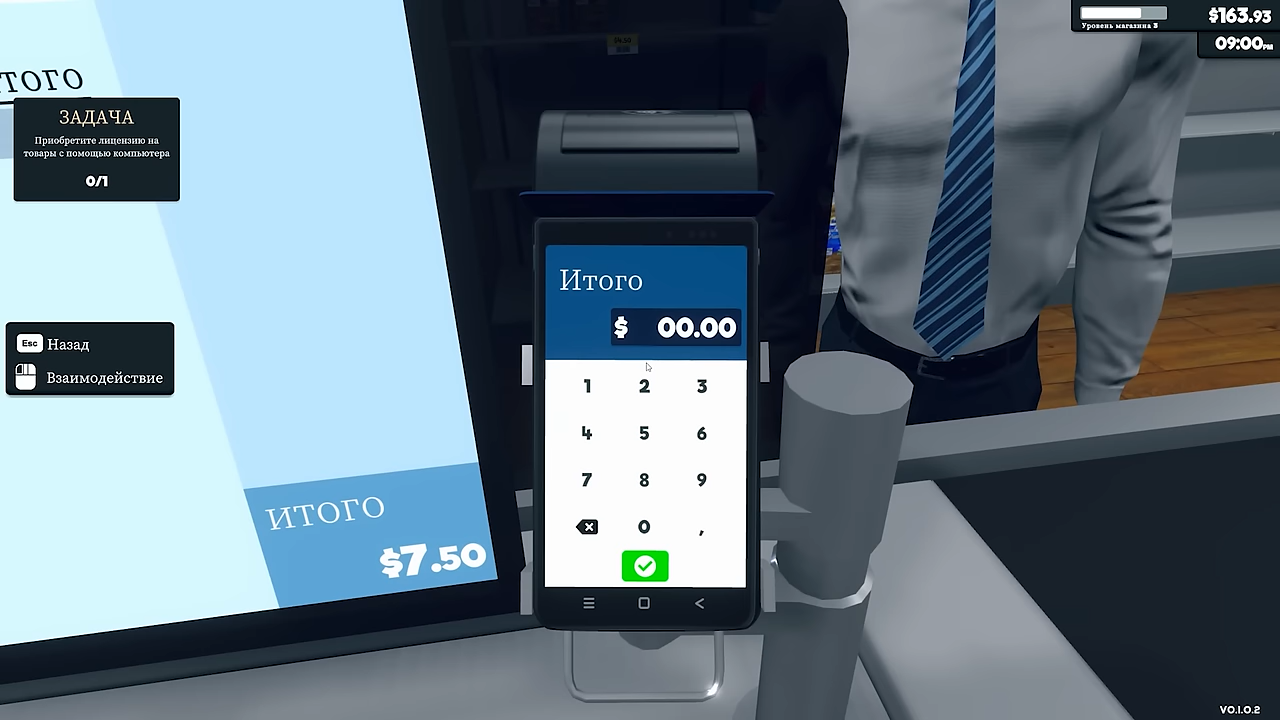 $163.93
Уровень магазина 3
09:00PM
ТОГО
ЗАДАЧА
Приобретите лицензию на
товары с помощью компьютера
0/1
Esc Назад
Взаимодействие
Итого
$ 00.00
1 2 3
4 5 6
7 8 9
0 ,
ИТОГО
$7.50
V0.1.0.2